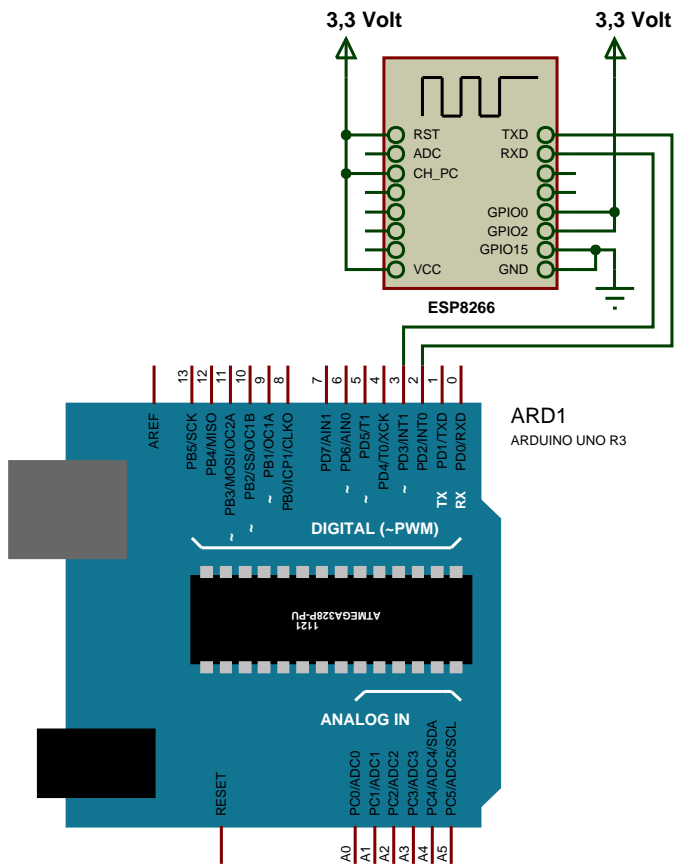 3,3 Volt
3,3 Volt
RST
TXD
ADC
RXD
CH_PC
GPIO0
GPIO2
GPIO15
VCC
GND
ESP8266
13
12
11
10
9
8
7
6
5
4
3
2
1
0
AREF
PB5/SCK
PB4/MISO
PB3/MOSI/OC2A
PB2/SS/OC1B
PB1/OC1A
PB0/ICP1/CLKO
PD7/AIN1
PD6/AIN0
PD5/T1
PD4/T0/XCK
PD3/INT1
PD2/INT0
PD1/TXD
PD0/RXD
~
~
~
~
~
~
TX
RX
ARD1
ARDUINO UNO R3
DIGITAL (~PWM)
ATMEGA328P-PU
1121
ANALOG IN
RESET
PC0/ADC0
PC1/ADC1
PC2/ADC2
PC3/ADC3
PC4/ADC4/SDA
PC5/ADC5/SCL
A0
A1
A2
A3
A4
A5